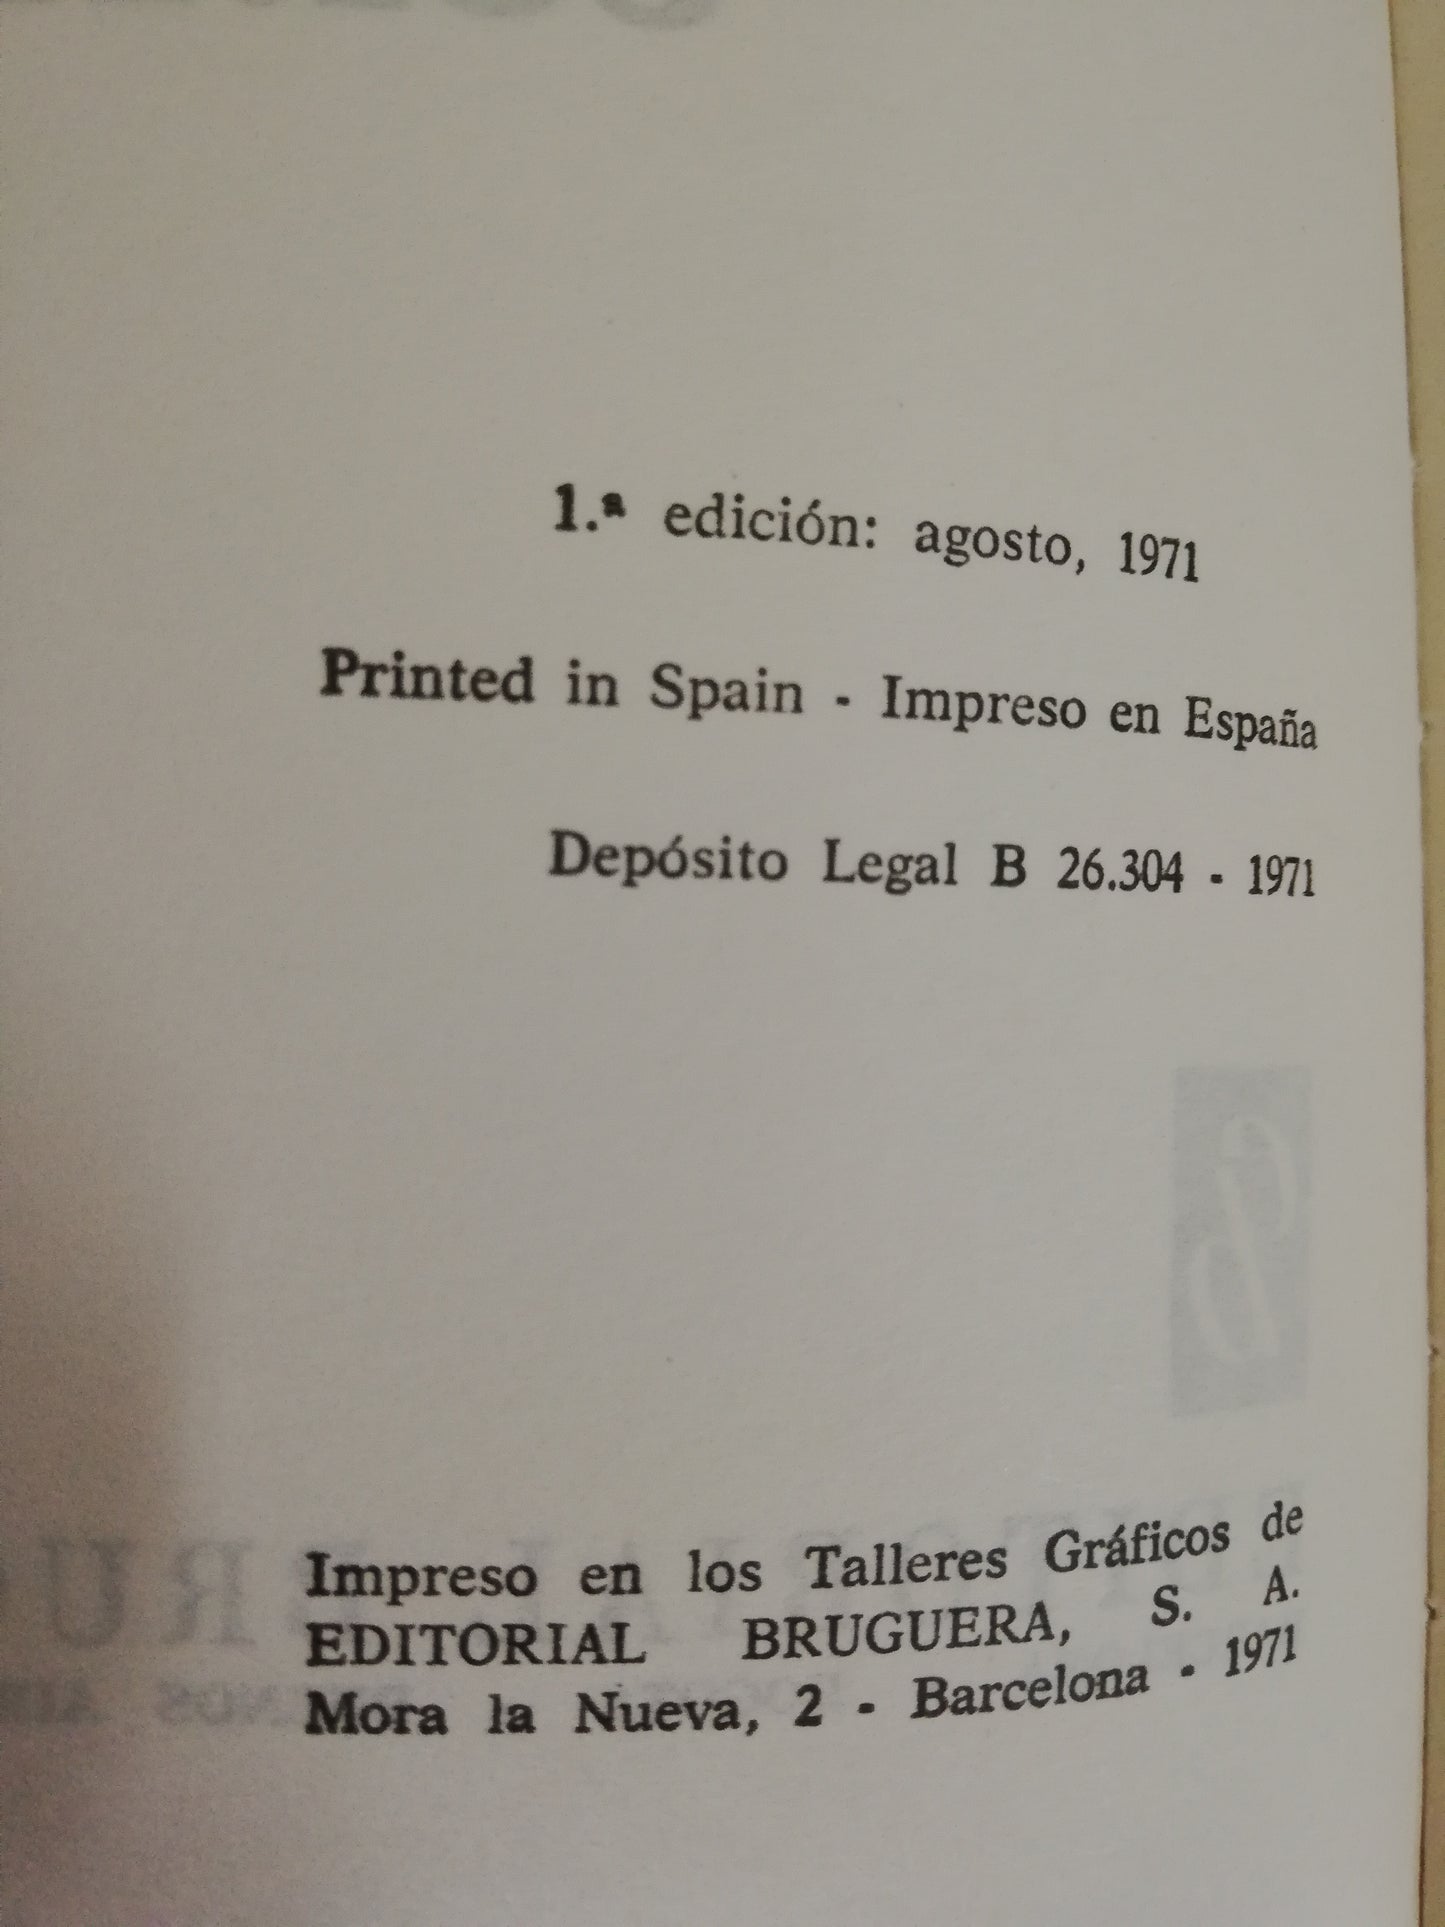 1.ª edición: agosto, 1971
Printed in Spain - Impreso en España
Depósito Legal B 26.304 - 1971
Impreso en los Talleres Gráficos de
EDITORIAL BRUGUERA, S. A.
Mora la Nueva, 2 - Barcelona - 1971